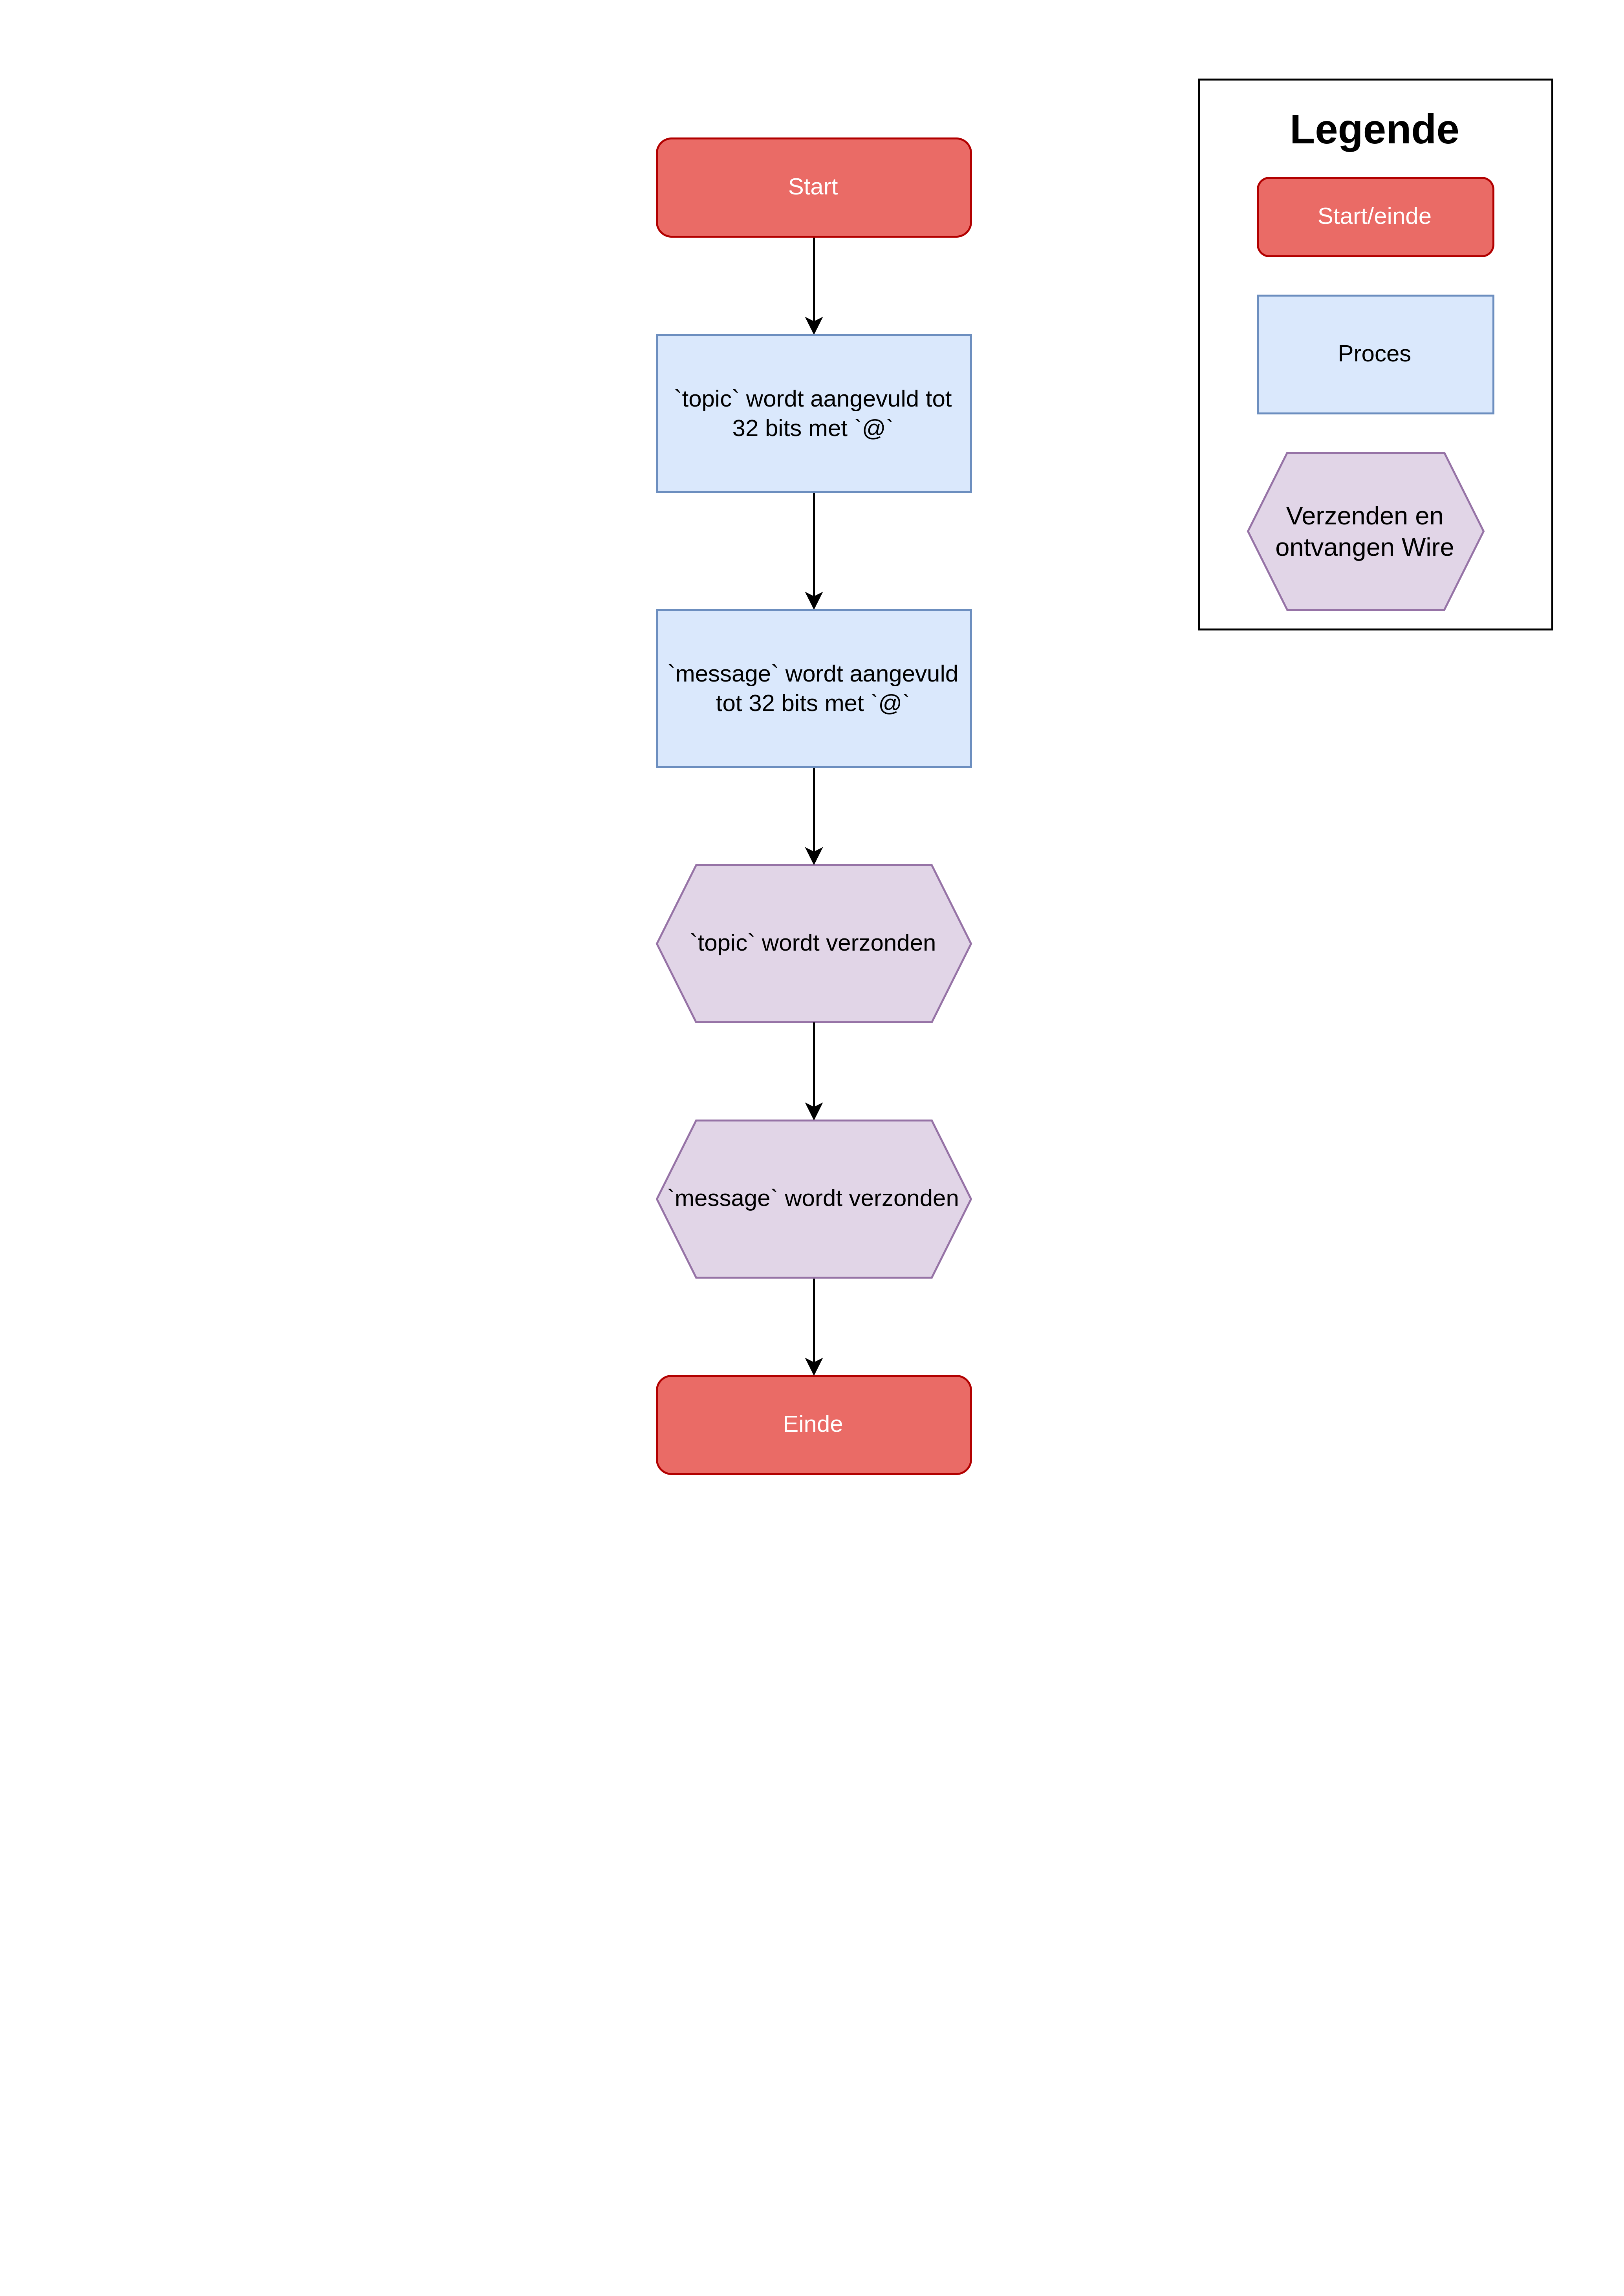 Start
`topic` wordt aangevuld tot
32 bits met `@`
`message` wordt aangevuld
tot 32 bits met `@`
`topic` wordt verzonden
`message` wordt verzonden
Einde
Legende
Start/einde
Proces
Verzenden en
ontvangen Wire